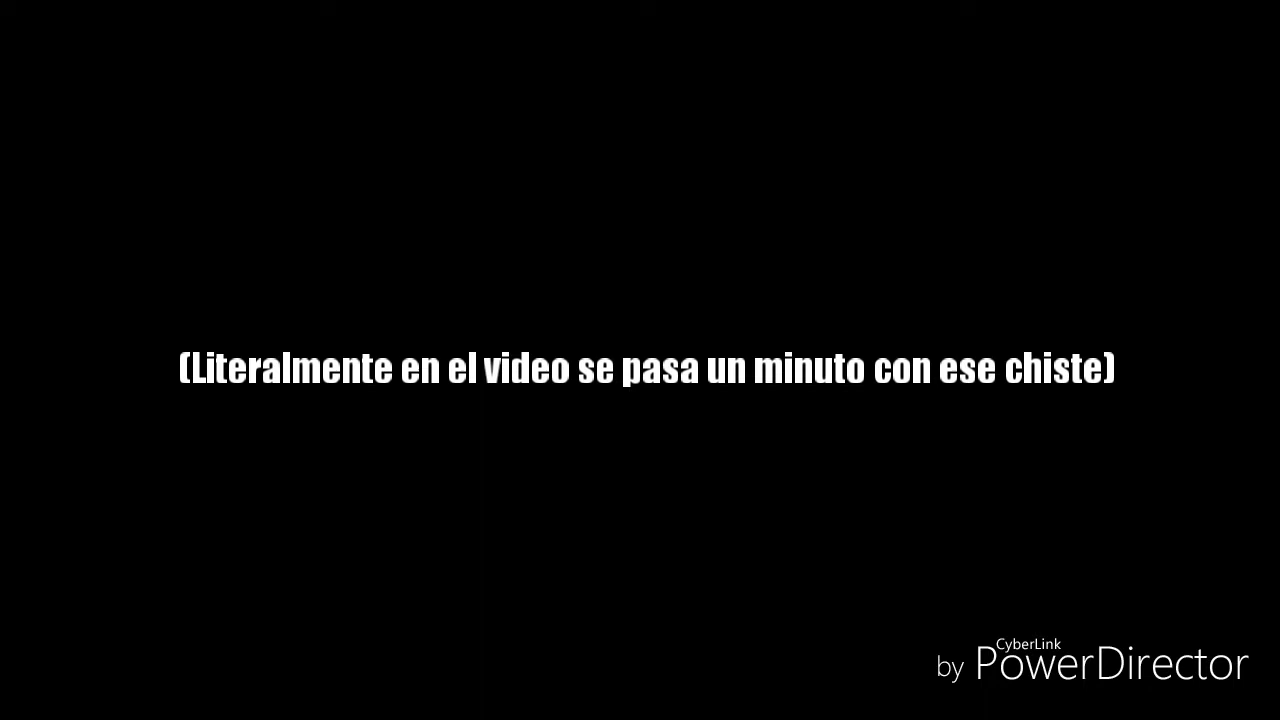 (Literalmente en el video se pasa un minuto con ese chiste)
CyberLink
by PowerDirector